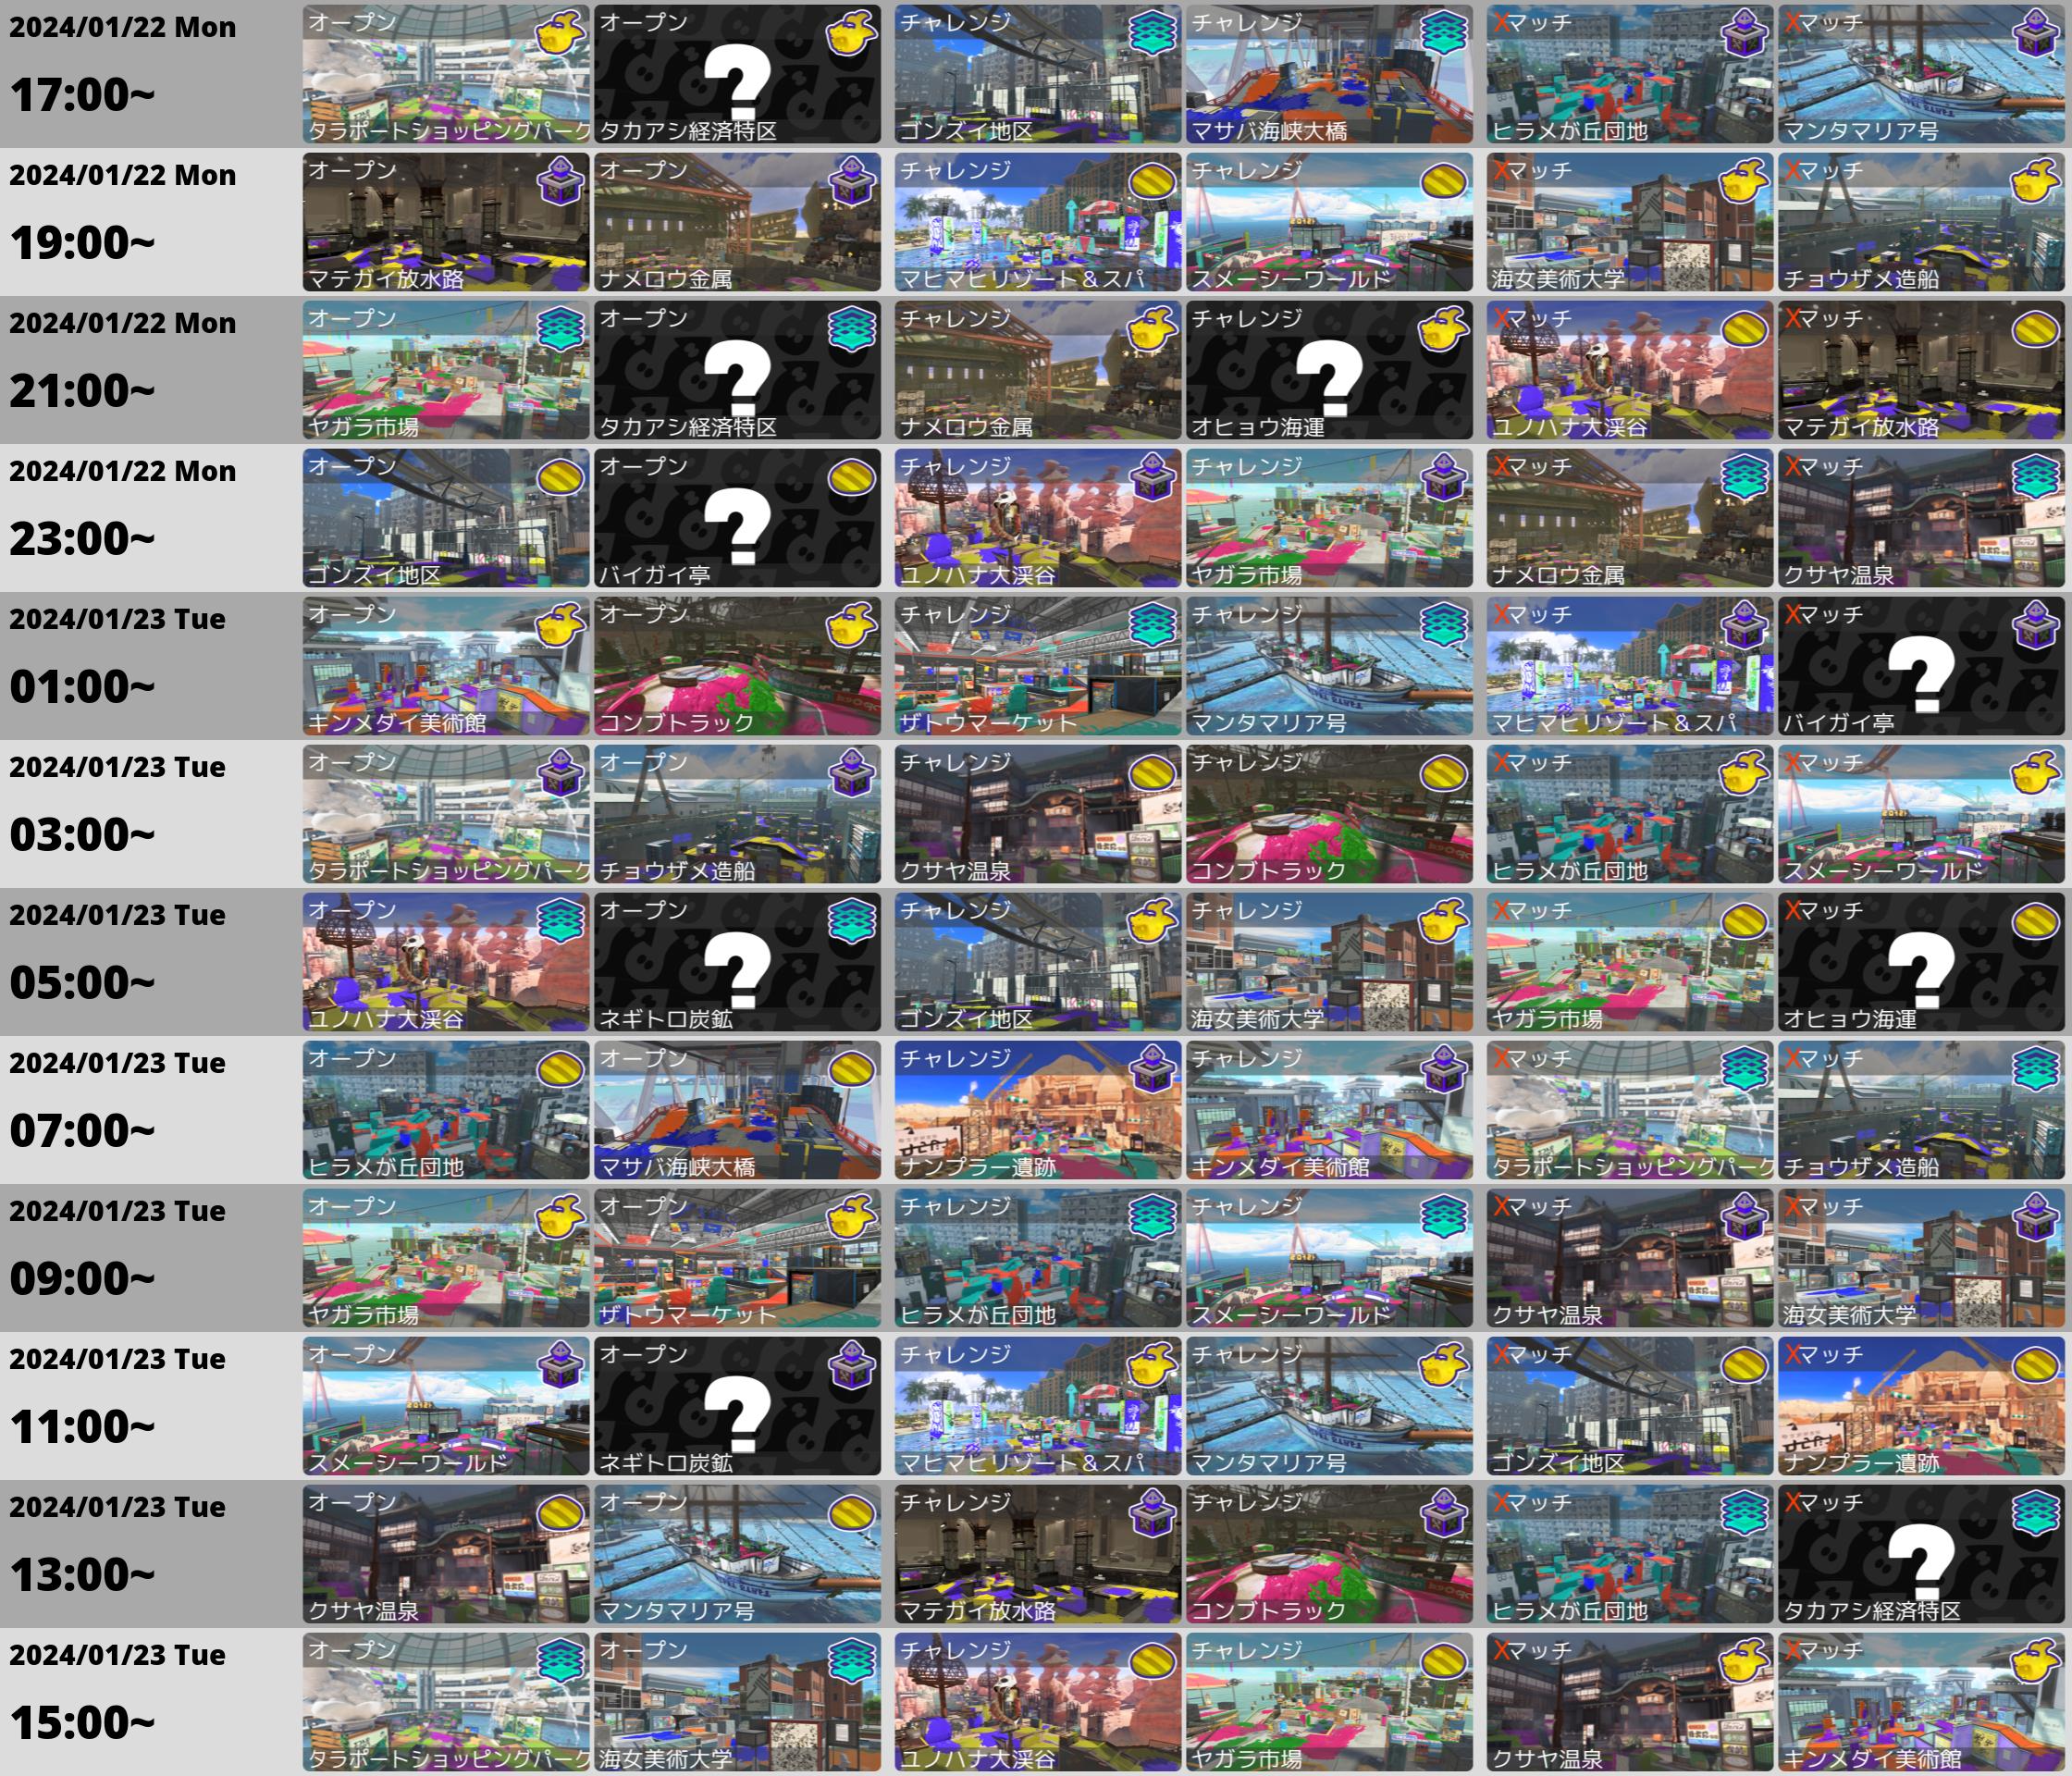 2024/01/22 Mon
17:00~
オープン
タラポートショッピングパーク
オープン
タカアシ経済特区
チャレンジ
ゴンズイ地区
チャレンジ
マサバ海峡大橋
Xマッチ
ヒラメが丘団地
Xマッチ
マンタマリア号
2024/01/22 Mon
19:00~
オープン
マテガイ放水路
オープン
ナメロウ金属
チャレンジ
マヒマヒリゾート&スパ
チャレンジ
スメーシーワールド
Xマッチ
海女美術大学
Xマッチ
チョウザメ造船
2024/01/22 Mon
21:00~
オープン
ヤガラ市場
オープン
タカアシ経済特区
チャレンジ
ナメロウ金属
チャレンジ
オヒョウ海運
Xマッチ
ユノハナ大渓谷
Xマッチ
マテガイ放水路
2024/01/22 Mon
23:00~
オープン
ゴンズイ地区
オープン
バイガイ亭
チャレンジ
ユノハナ大渓谷
チャレンジ
ヤガラ市場
Xマッチ
ナメロウ金属
Xマッチ
クサヤ温泉
2024/01/23 Tue
01:00~
オープン
キンメダイ美術館
オープン
コンブトラック
チャレンジ
ザトウマーケット
チャレンジ
マンタマリア号
Xマッチ
マヒマヒリゾート&スパ
Xマッチ
バイガイ亭
2024/01/23 Tue
03:00~
オープン
タラポートショッピングパーク
オープン
チョウザメ造船
チャレンジ
クサヤ温泉
チャレンジ
コンブトラック
Xマッチ
ヒラメが丘団地
Xマッチ
スメーシーワールド
2024/01/23 Tue
05:00~
オープン
ユノハナ大渓谷
オープン
ネギトロ炭鉱
チャレンジ
ゴンズイ地区
チャレンジ
海女美術大学
Xマッチ
ヤガラ市場
Xマッチ
オヒョウ海運
2024/01/23 Tue
07:00~
オープン
ヒラメが丘団地
オープン
マサバ海峡大橋
チャレンジ
ナンプラー遺跡
チャレンジ
キンメダイ美術館
Xマッチ
タラポートショッピングパーク
Xマッチ
チョウザメ造船
2024/01/23 Tue
09:00~
オープン
ヤガラ市場
オープン
ザトウマーケット
チャレンジ
ヒラメが丘団地
チャレンジ
スメーシーワールド
Xマッチ
クサヤ温泉
Xマッチ
海女美術大学
2024/01/23 Tue
11:00~
オープン
スメーシーワールド
オープン
ネギトロ炭鉱
チャレンジ
マヒマヒリゾート&スパ
チャレンジ
マンタマリア号
Xマッチ
ゴンズイ地区
Xマッチ
ナンプラー遺跡
2024/01/23 Tue
13:00~
オープン
クサヤ温泉
オープン
マンタマリア号
チャレンジ
マテガイ放水路
チャレンジ
コンブトラック
Xマッチ
ヒラメが丘団地
Xマッチ
タカアシ経済特区
2024/01/23 Tue
15:00~
オープン
タラポートショッピングパーク
オープン
海女美術大学
チャレンジ
ユノハナ大渓谷
チャレンジ
ヤガラ市場
Xマッチ
クサヤ温泉
Xマッチ
キンメダイ美術館